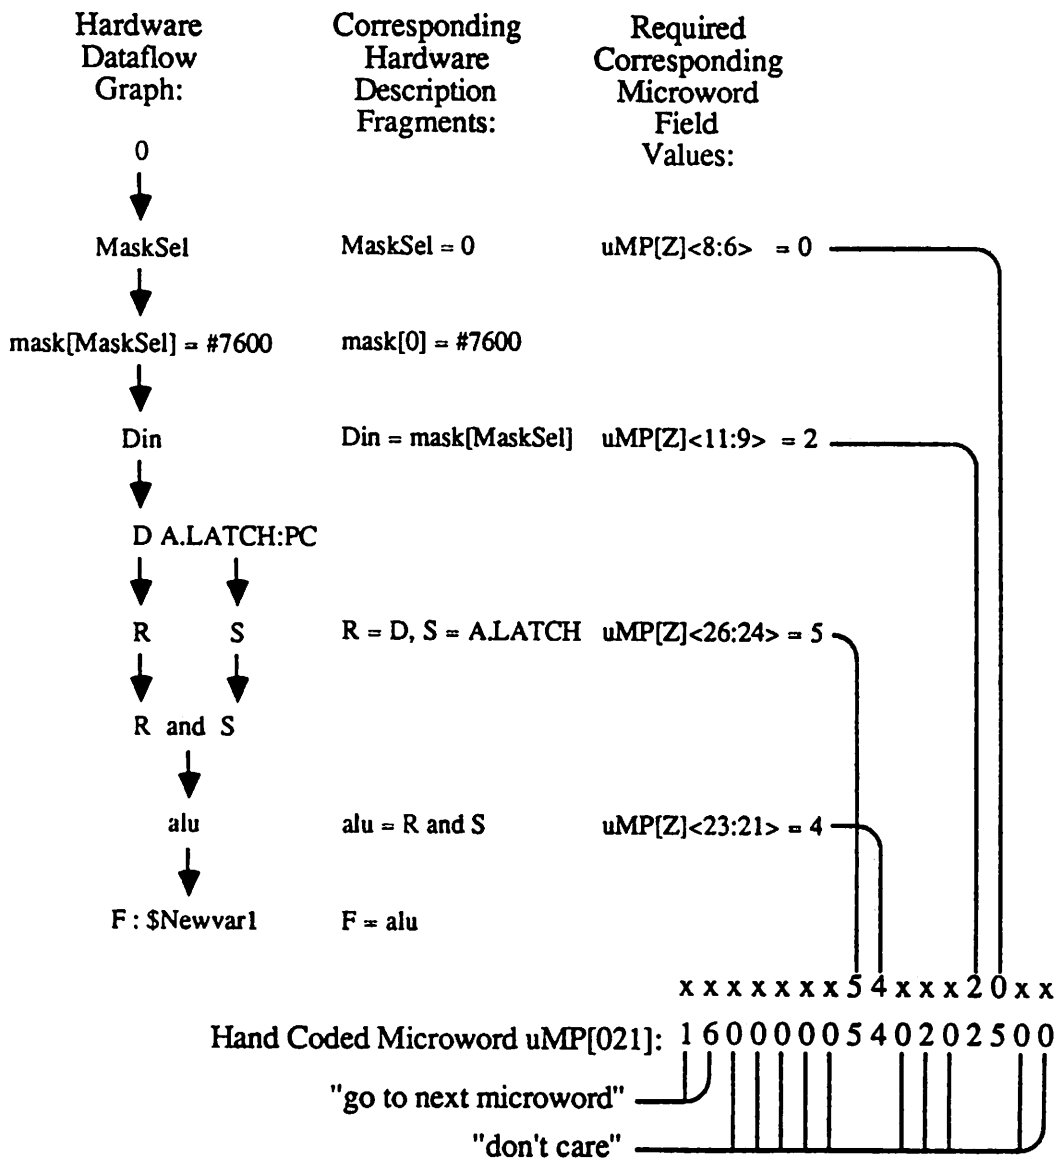 Hardware Dataflow Graph:
Corresponding Hardware Description Fragments:
Required Corresponding Microword Field Values:
0
MaskSel MaskSel = 0 uMP[Z]<8:6> = 0
mask[MaskSel] = #7600 mask[0] = #7600
Din Din = mask[MaskSel] uMP[Z]<11:9> = 2
D A.LATCH:PC
R S R = D, S = A.LATCH uMP[Z]<26:24> = 5
R and S
alu alu = R and S uMP[Z]<23:21> = 4
F : $Newvar1 F = alu
x x x x x x x 5 4 x x x 2 0 x x
Hand Coded Microword uMP[021]: 1 6 0 0 0 0 0 5 4 0 2 0 2 5 0 0
"go to next microword"
"don't care"